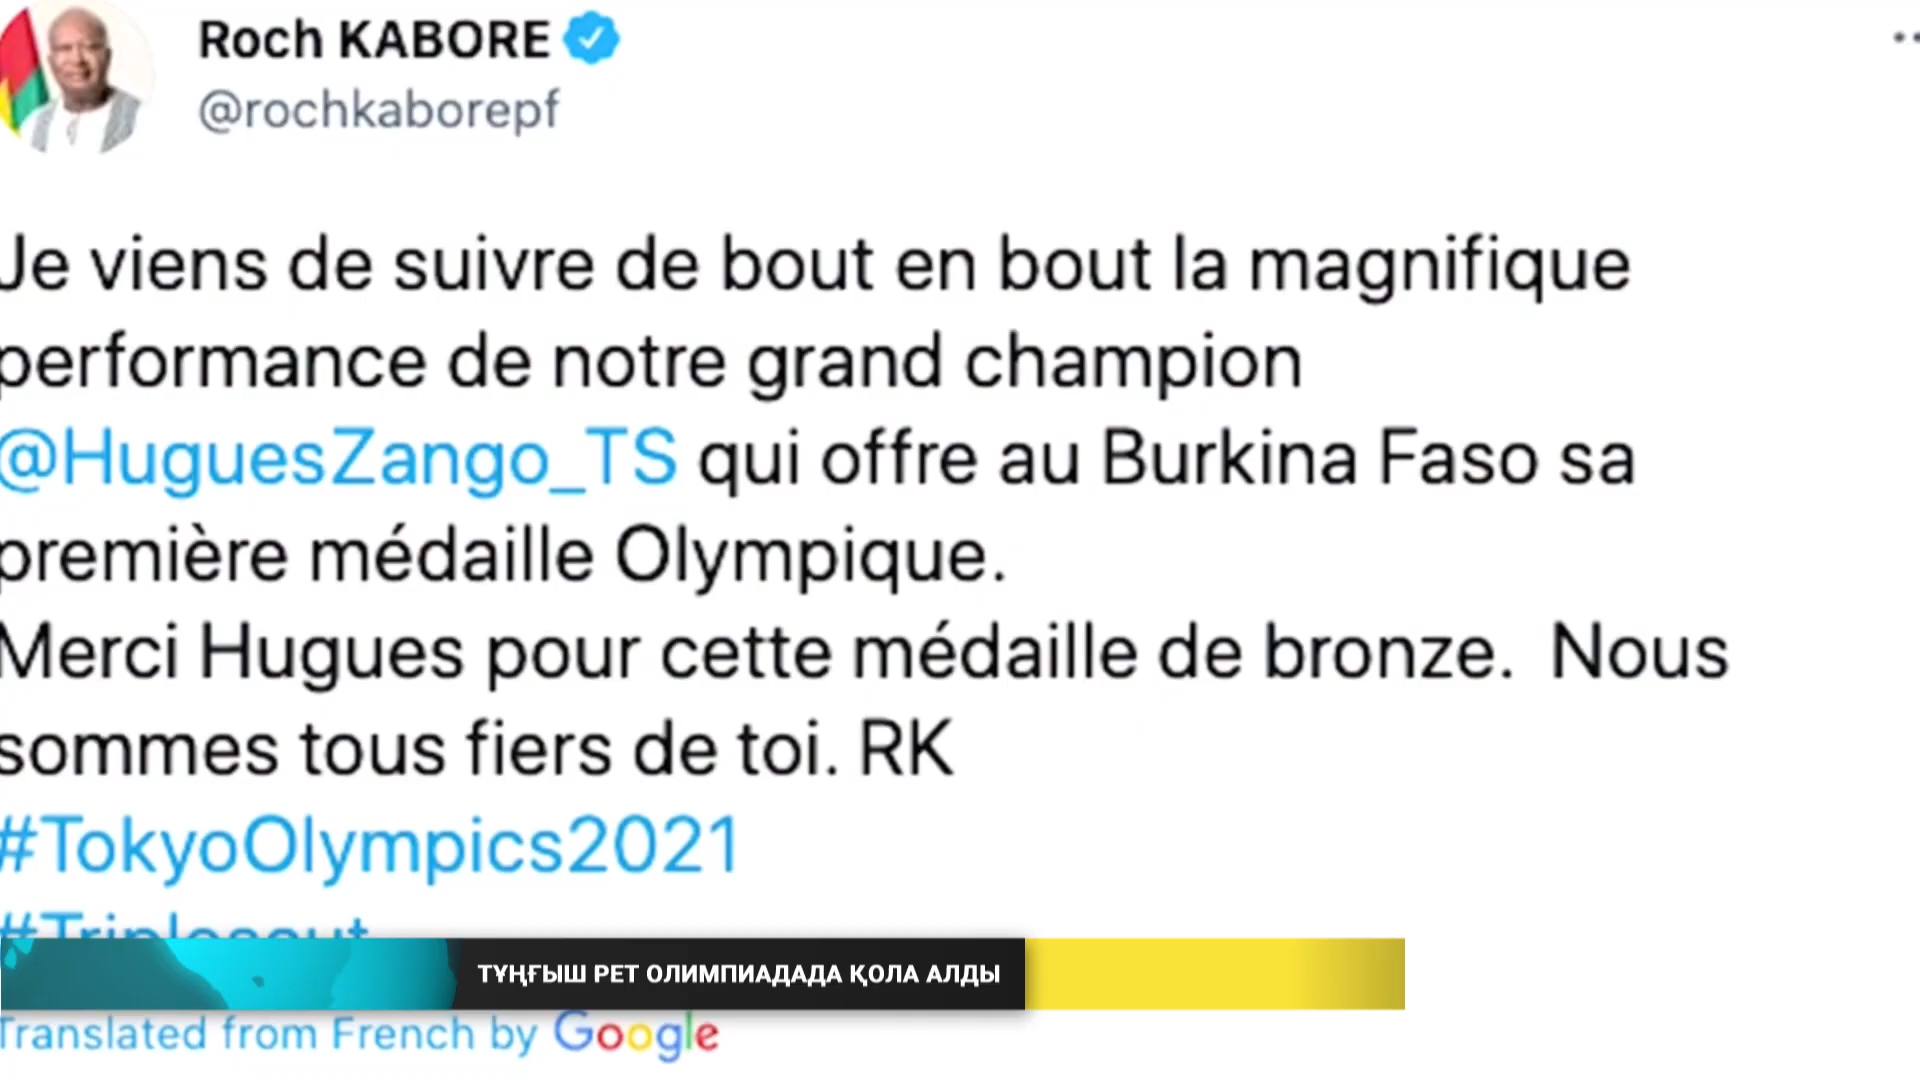 Roch KABORE
@rochkaborepf
Je viens de suivre de bout en bout la magnifique
performance de notre grand champion
@HuguesZango_TS qui offre au Burkina Faso sa
première médaille Olympique.
Merci Hugues pour cette médaille de bronze. Nous
sommes tous fiers de toi. RK
#TokyoOlympics2021
#Triplesaut
ТҰҢҒЫШ РЕТ ОЛИМПИАДАДА ҚОЛА АЛДЫ
Translated from French by Google